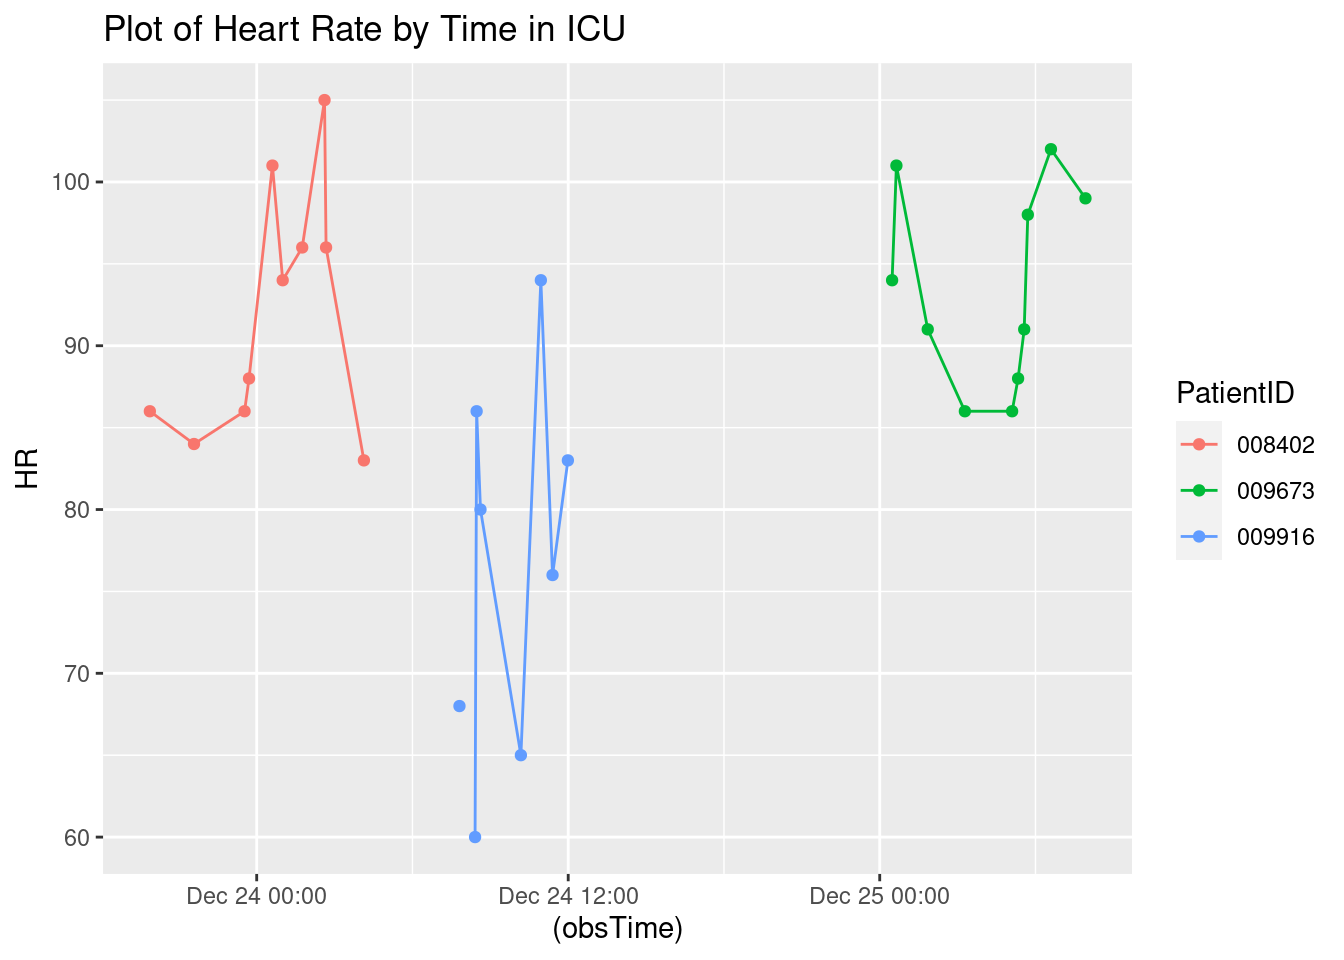 Plot of Heart Rate by Time in ICU
100
90
80
70
60
HR
Dec 24 00:00
Dec 24 12:00
Dec 25 00:00
(obsTime)
PatientID
008402
009673
009916